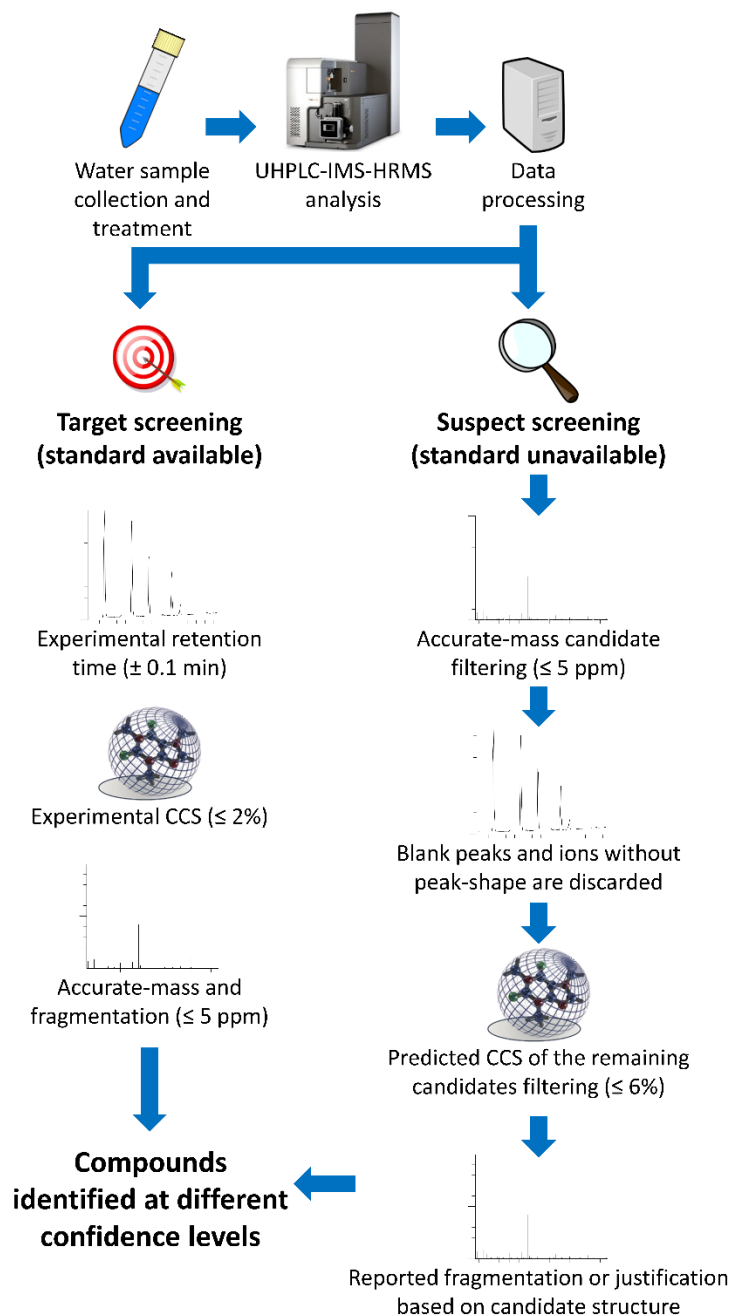 Water sample
collection and
treatment
UHPLC-IMS-HRMS
analysis
Data
processing
Target screening
(standard available)
Experimental retention
time (± 0.1 min)
Experimental CCS (≤ 2%)
Accurate-mass and
fragmentation (≤ 5 ppm)
Suspect screening
(standard unavailable)
Accurate-mass candidate
filtering (≤ 5 ppm)
Blank peaks and ions without
peak-shape are discarded
Predicted CCS of the remaining
candidates filtering (≤ 6%)
Reported fragmentation or justification
based on candidate structure
Compounds
identified at different
confidence levels